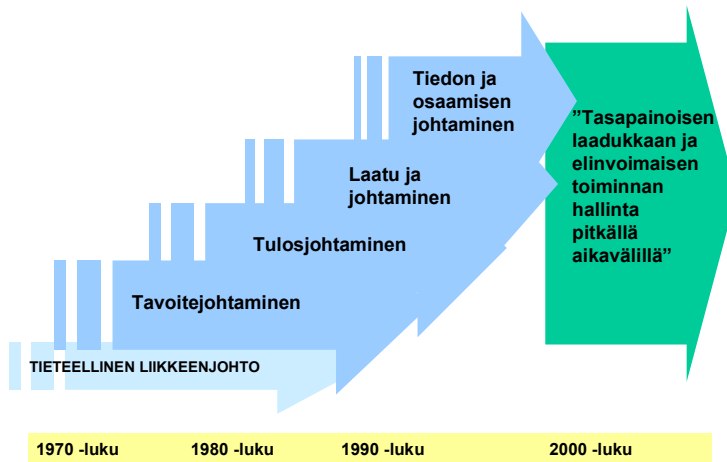 Tiedon ja
osaamisen
johtaminen
”Tasapainoisen
laadukkaan ja
elinvoimaisen
toiminnan
hallinta
pitkällä
aikavälillä”
Laatu ja
johtaminen
Tulosjohtaminen
Tavoitejohtaminen
TIETEELLINEN LIIKKEENJOHTO
1970 -luku 1980 -luku 1990 -luku 2000 -luku